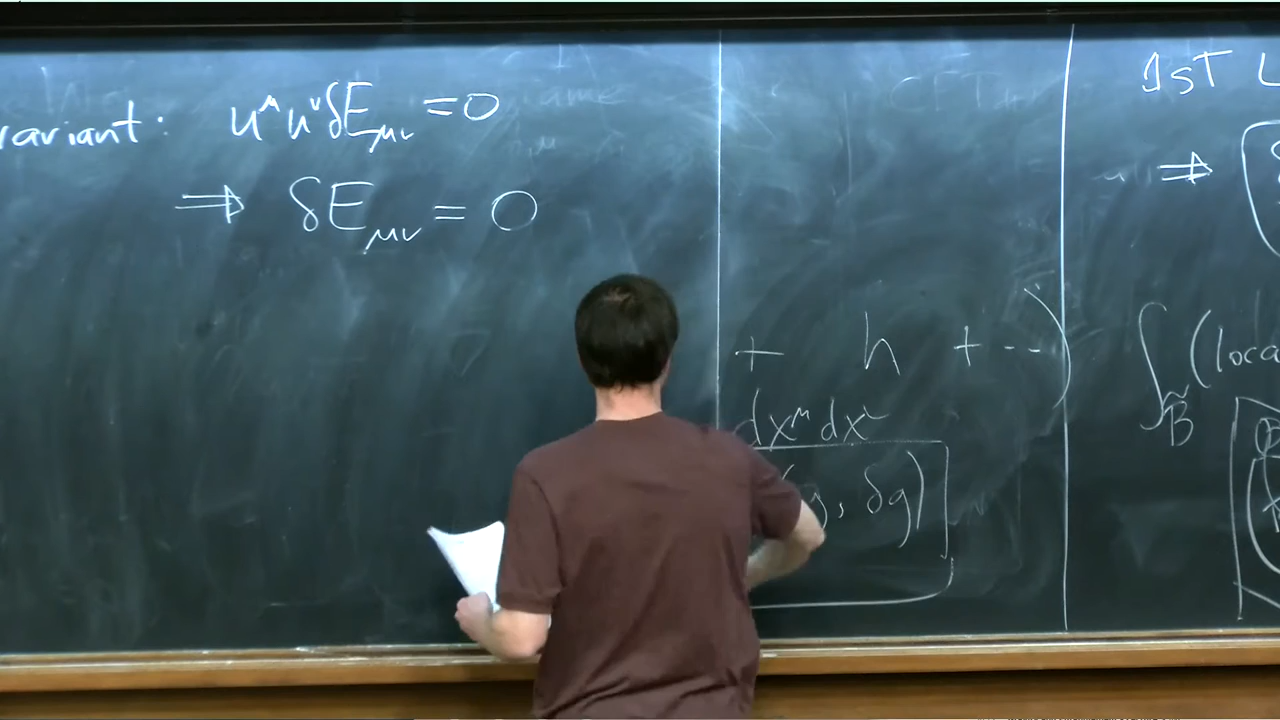 variant: u^μ u^ν δE_μν = 0
⇒ δE_μν = 0
+ h + ...)
dx^μ dx^ν
g, δg)
1ST L
⇒
∫_B̃ (loca